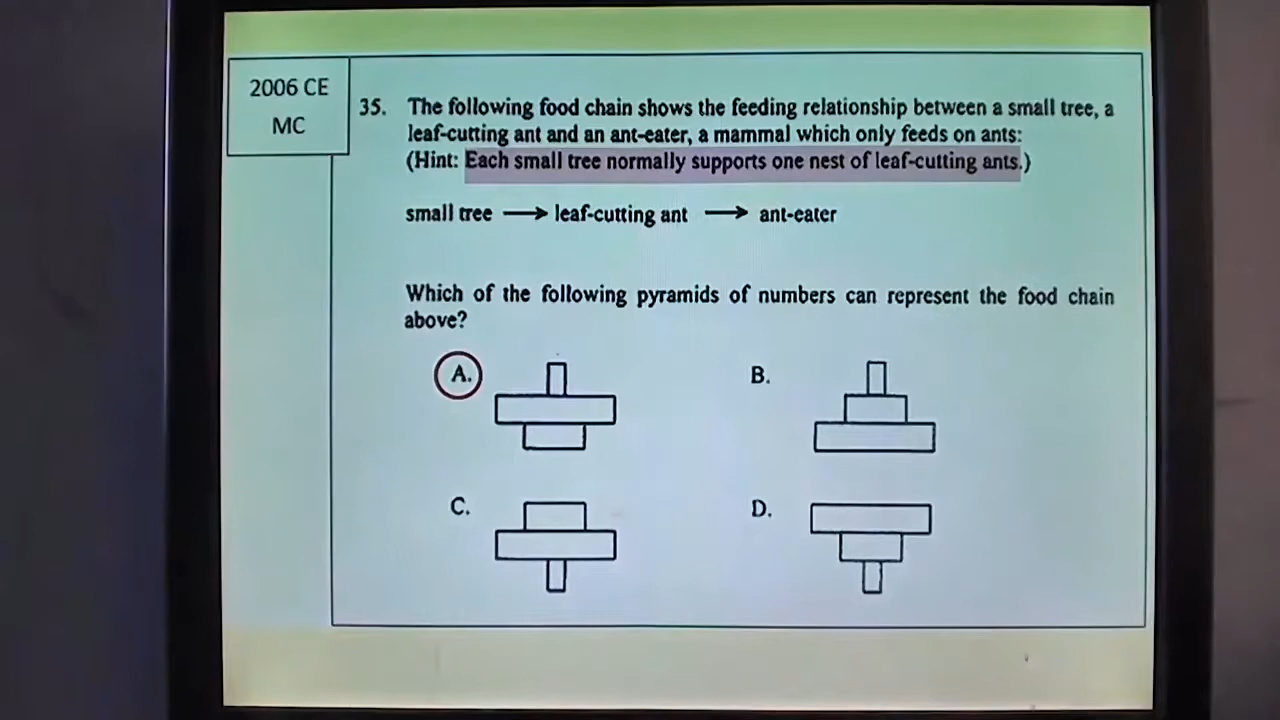 2006 CE
MC
35. The following food chain shows the feeding relationship between a small tree, a
leaf-cutting ant and an ant-eater, a mammal which only feeds on ants:
(Hint: Each small tree normally supports one nest of leaf-cutting ants.)
small tree ⟶ leaf-cutting ant ⟶ ant-eater
Which of the following pyramids of numbers can represent the food chain
above?
A.
B.
C.
D.